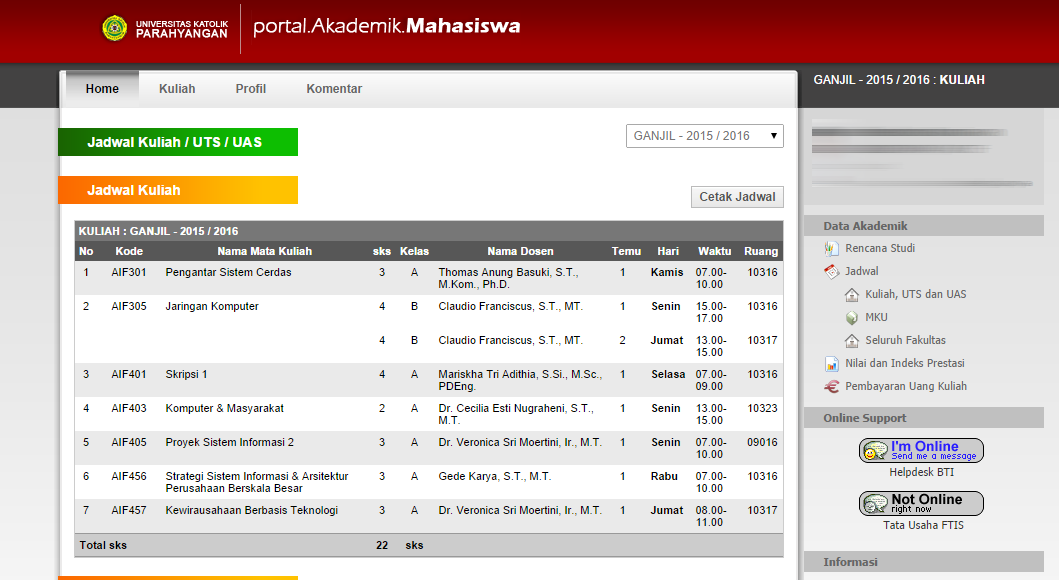 UNIVERSITAS KATOLIK
PARAHYANGAN
portal.Akademik.Mahasiswa
Home Kuliah Profil Komentar
GANJIL - 2015 / 2016 : KULIAH
Jadwal Kuliah / UTS / UAS
GANJIL - 2015 / 2016
Jadwal Kuliah
Cetak Jadwal
KULIAH : GANJIL - 2015 / 2016
No Kode Nama Mata Kuliah sks Kelas Nama Dosen Temu Hari Waktu Ruang
1 AIF301 Pengantar Sistem Cerdas 3 A Thomas Anung Basuki, S.T., 1 Kamis 07.00- 10316
M.Kom., Ph.D. 10.00
2 AIF305 Jaringan Komputer 4 B Claudio Franciscus, S.T., MT. 1 Senin 15.00- 10316
17.00
4 B Claudio Franciscus, S.T., MT. 2 Jumat 13.00- 10317
15.00
3 AIF401 Skripsi 1 4 A Mariskha Tri Adithia, S.Si., M.Sc., 1 Selasa 07.00- 10316
PDEng. 09.00
4 AIF403 Komputer & Masyarakat 2 A Dr. Cecilia Esti Nugraheni, S.T., 1 Senin 13.00- 10323
M.T. 15.00
5 AIF405 Proyek Sistem Informasi 2 3 A Dr. Veronica Sri Moertini, Ir., M.T. 1 Senin 07.00- 09016
10.00
6 AIF456 Strategi Sistem Informasi & Arsitektur 3 A Gede Karya, S.T., M.T. 1 Rabu 07.00- 10316
Perusahaan Berskala Besar 10.00
7 AIF457 Kewirausahaan Berbasis Teknologi 3 A Dr. Veronica Sri Moertini, Ir., M.T. 1 Jumat 08.00- 10317
11.00
Total sks 22 sks
Data Akademik
Rencana Studi
Jadwal
Kuliah, UTS dan UAS
MKU
Seluruh Fakultas
Nilai dan Indeks Prestasi
Pembayaran Uang Kuliah
Online Support
I'm Online
Send me a message
Helpdesk BTI
Not Online
right now
Tata Usaha FTIS
Informasi